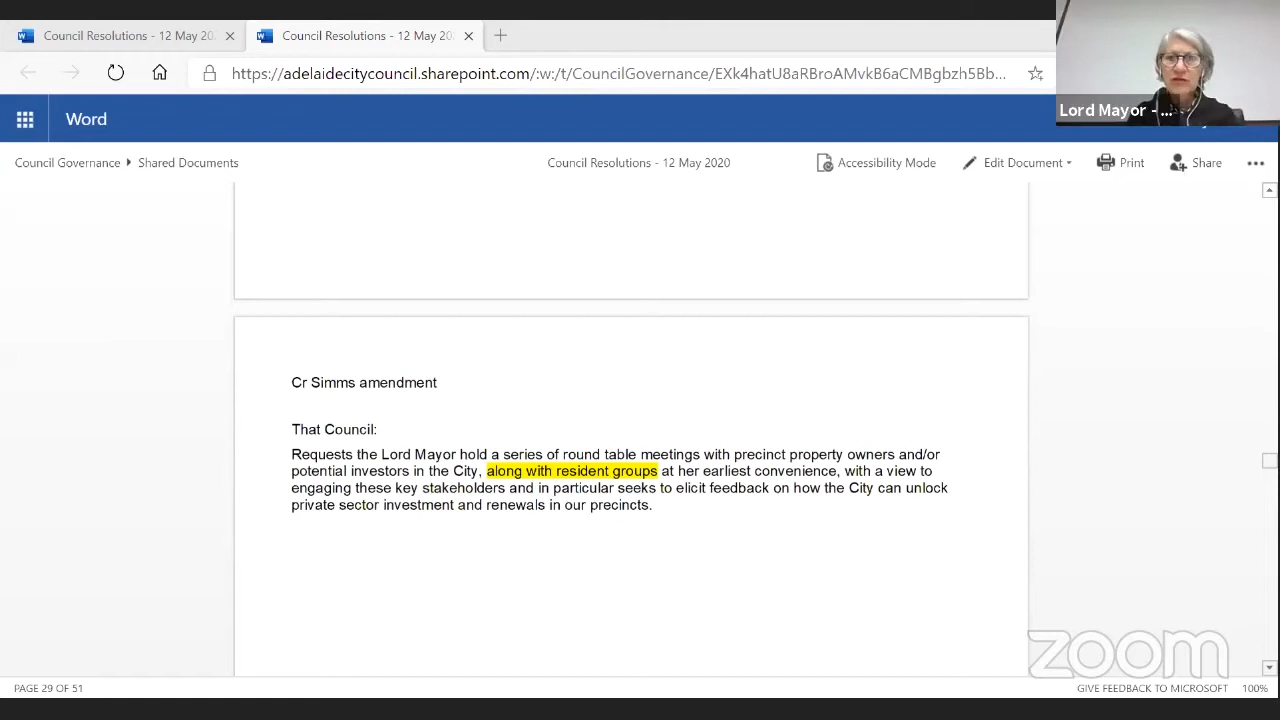 Council Resolutions - 12 May 20
Council Resolutions - 12 May 202
https://adelaidecitycouncil.sharepoint.com/:w:/t/CouncilGovernance/EXk4hatU8aRBroAMvkB6aCMBgbzh5Bb...
Lord Mayor - ...
Word
Council Governance
Shared Documents
Council Resolutions - 12 May 2020
Accessibility Mode
Edit Document
Print
Share
Cr Simms amendment
That Council:
Requests the Lord Mayor hold a series of round table meetings with precinct property owners and/or
potential investors in the City, along with resident groups at her earliest convenience, with a view to
engaging these key stakeholders and in particular seeks to elicit feedback on how the City can unlock
private sector investment and renewals in our precincts.
zoom
PAGE 29 OF 51
GIVE FEEDBACK TO MICROSOFT 100%